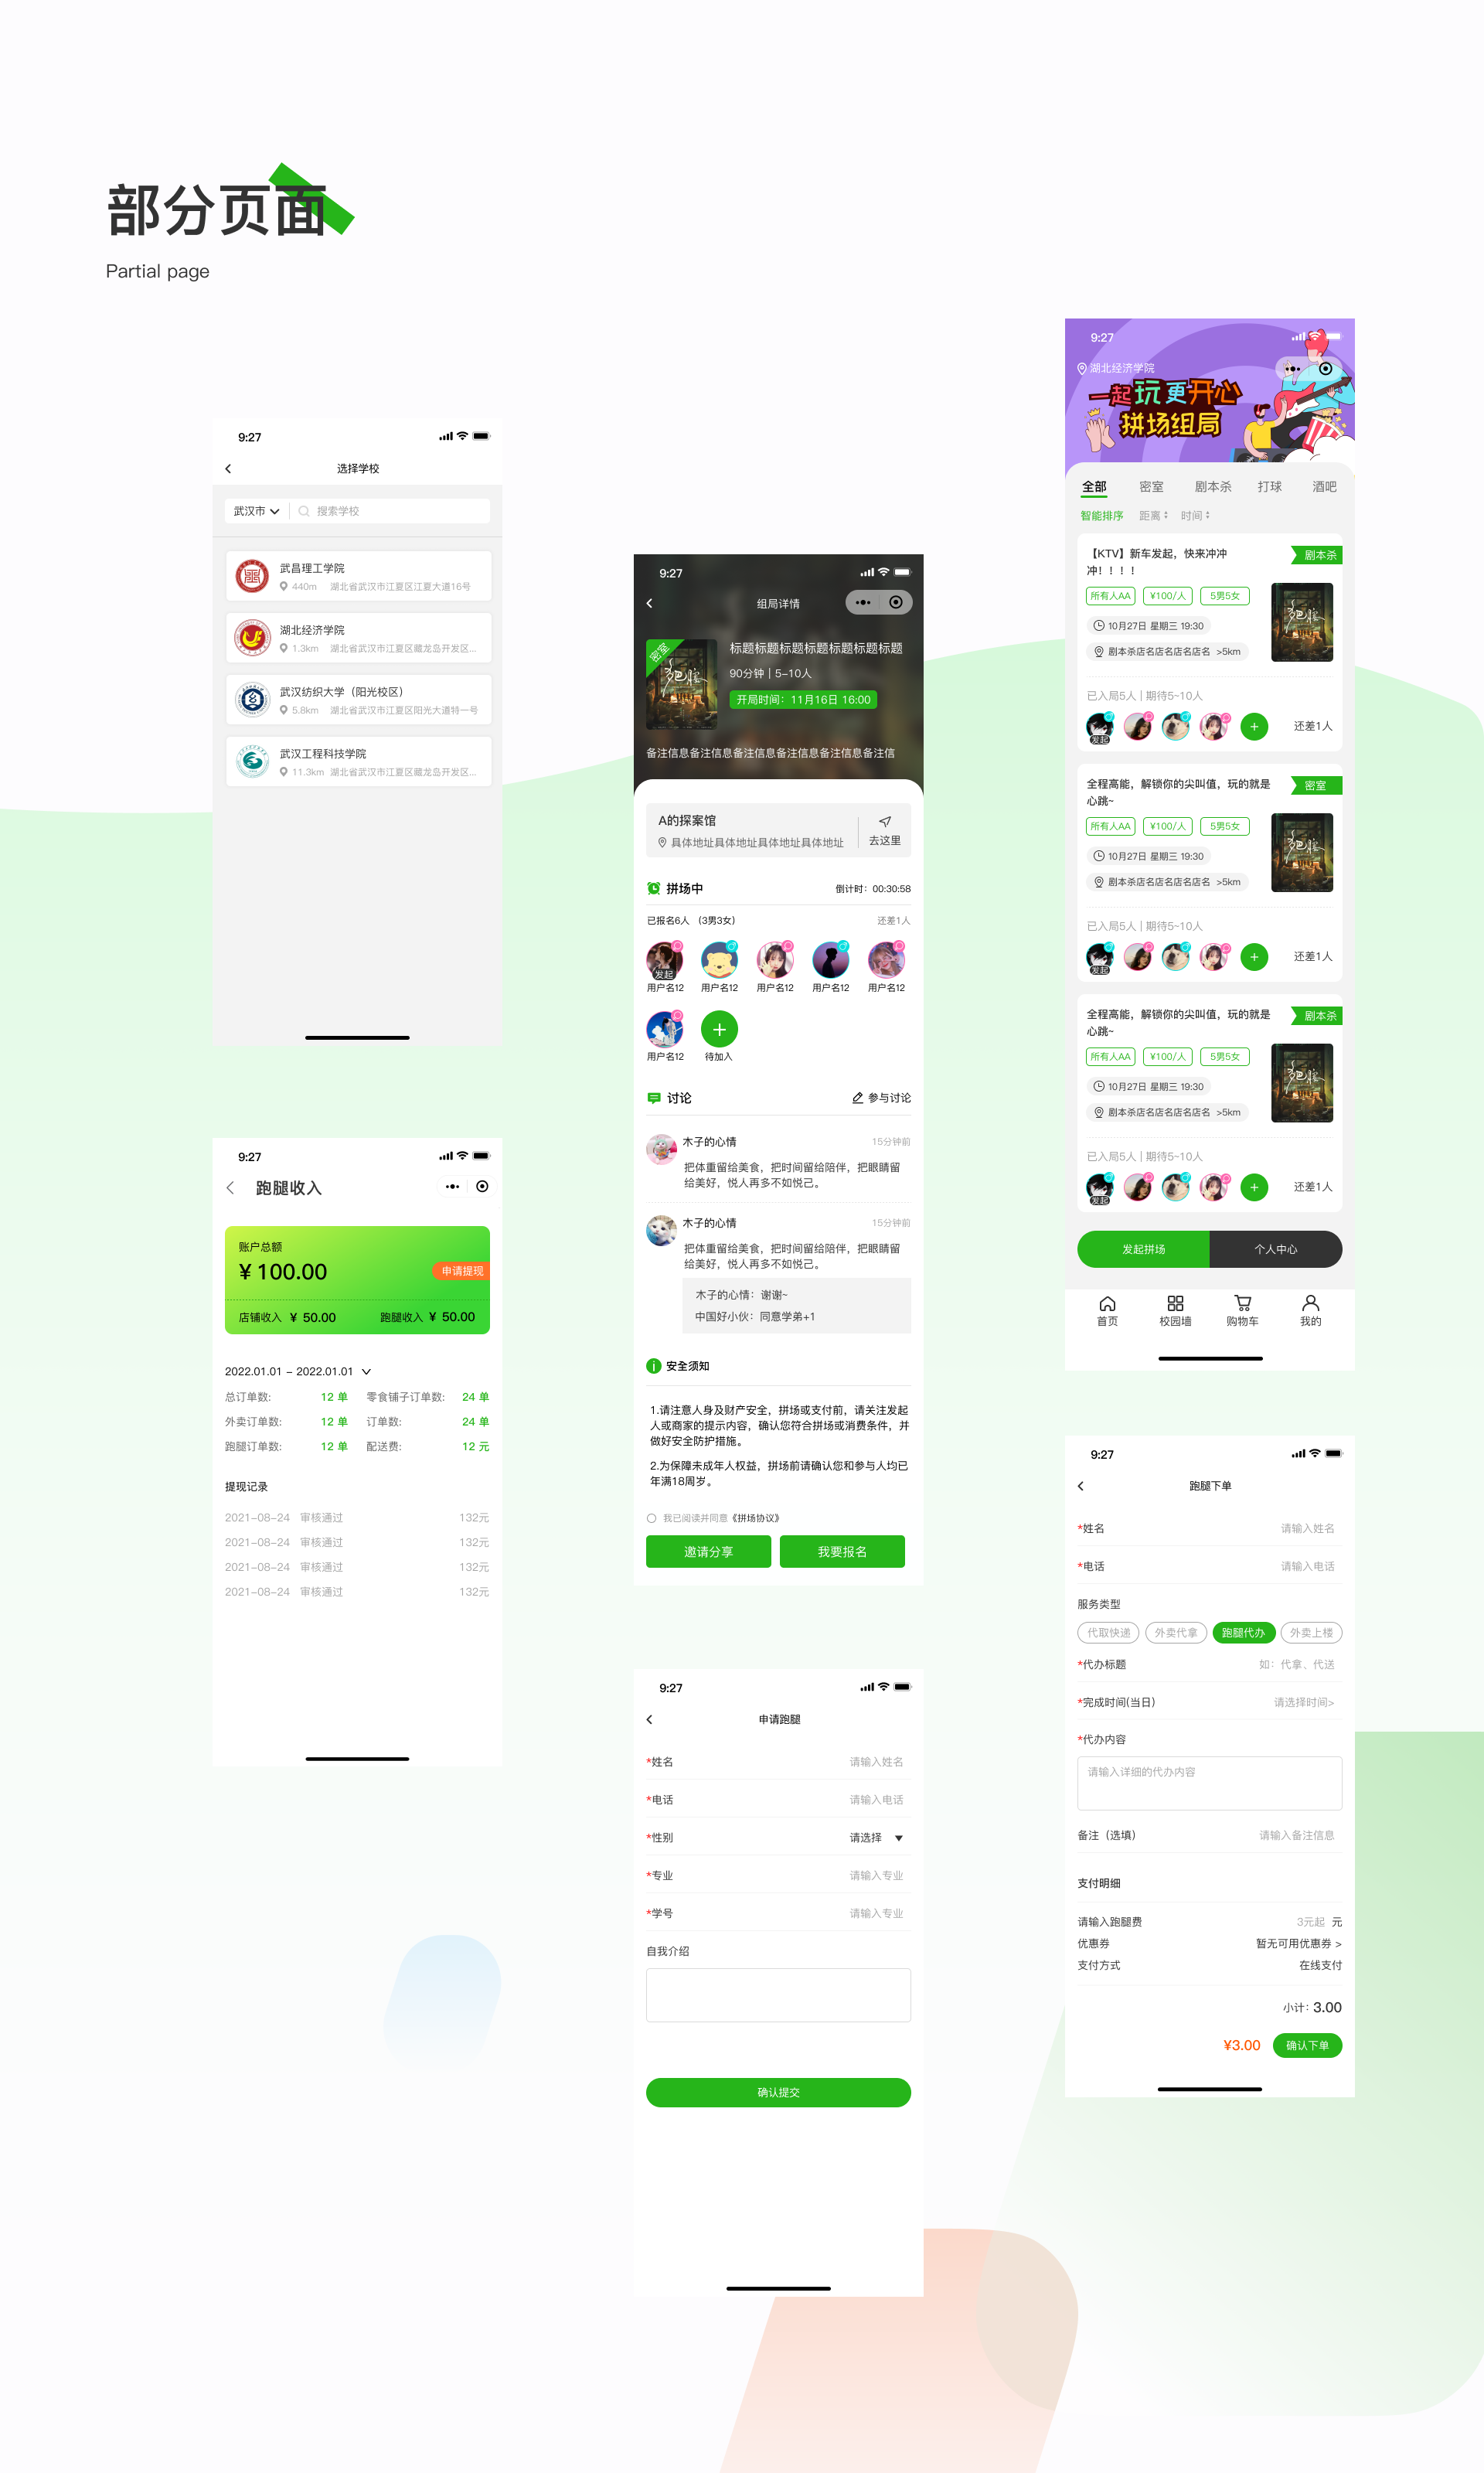 部分页面
Partial page
9:27
选择学校
武汉市
搜索学校
武昌理工学院
440m 湖北省武汉市江夏区江夏大道16号
湖北经济学院
1.3km 湖北省武汉市江夏区藏龙岛开发区...
武汉纺织大学（阳光校区）
5.8km 湖北省武汉市江夏区阳光大道特一号
武汉工程科技学院
11.3km 湖北省武汉市江夏区藏龙岛开发区...
9:27
跑腿收入
账户总额
¥ 100.00
申请提现
店铺收入 ¥ 50.00 跑腿收入 ¥ 50.00
2022.01.01 - 2022.01.01
总订单数: 12 单 零食铺子订单数: 24 单
外卖订单数: 12 单 订单数: 24 单
跑腿订单数: 12 单 配送费: 12 元
提现记录
2021-08-24 审核通过 132元
2021-08-24 审核通过 132元
2021-08-24 审核通过 132元
2021-08-24 审核通过 132元
9:27
组局详情
密室
标题标题标题标题标题标题标题
90分钟 | 5-10人
开局时间：11月16日 16:00
备注信息备注信息备注信息备注信息备注信息备注信
A的探案馆
具体地址具体地址具体地址具体地址
去这里
拼场中
倒计时：00:30:58
已报名6人 （3男3女）
还差1人
发起
用户名12 用户名12 用户名12 用户名12 用户名12
用户名12 待加入
讨论
参与讨论
木子的心情 15分钟前
把体重留给美食，把时间留给陪伴，把眼睛留
给美好，悦人再多不如悦己。
木子的心情 15分钟前
把体重留给美食，把时间留给陪伴，把眼睛留
给美好，悦人再多不如悦己。
木子的心情：谢谢~
中国好小伙：同意学弟+1
安全须知
1.请注意人身及财产安全，拼场或支付前，请关注发起
人或商家的提示内容，确认您符合拼场或消费条件，并
做好安全防护措施。
2.为保障未成年人权益，拼场前请确认您和参与人均已
年满18周岁。
我已阅读并同意《拼场协议》
邀请分享 我要报名
9:27
申请跑腿
*姓名 请输入姓名
*电话 请输入电话
*性别 请选择
*专业 请输入专业
*学号 请输入专业
自我介绍
确认提交
9:27
湖北经济学院
一起玩更开心
拼场组局
全部 密室 剧本杀 打球 酒吧
智能排序 距离 时间
【KTV】新车发起，快来冲冲
冲！！！！
剧本杀
所有人AA ¥100/人 5男5女
10月27日 星期三 19:30
剧本杀店名店名店名店名 >5km
已入局5人 | 期待5~10人
发起
还差1人
全程高能，解锁你的尖叫值，玩的就是
心跳~
密室
所有人AA ¥100/人 5男5女
10月27日 星期三 19:30
剧本杀店名店名店名店名 >5km
已入局5人 | 期待5~10人
发起
还差1人
全程高能，解锁你的尖叫值，玩的就是
心跳~
剧本杀
所有人AA ¥100/人 5男5女
10月27日 星期三 19:30
剧本杀店名店名店名店名 >5km
已入局5人 | 期待5~10人
发起
还差1人
发起拼场 个人中心
首页 校园墙 购物车 我的
9:27
跑腿下单
*姓名 请输入姓名
*电话 请输入电话
服务类型
代取快递 外卖代拿 跑腿代办 外卖上楼
*代办标题 如：代拿、代送
*完成时间(当日) 请选择时间>
*代办内容
请输入详细的代办内容
备注（选填） 请输入备注信息
支付明细
请输入跑腿费 3元起 元
优惠券 暂无可用优惠券 >
支付方式 在线支付
小计：3.00
¥3.00 确认下单